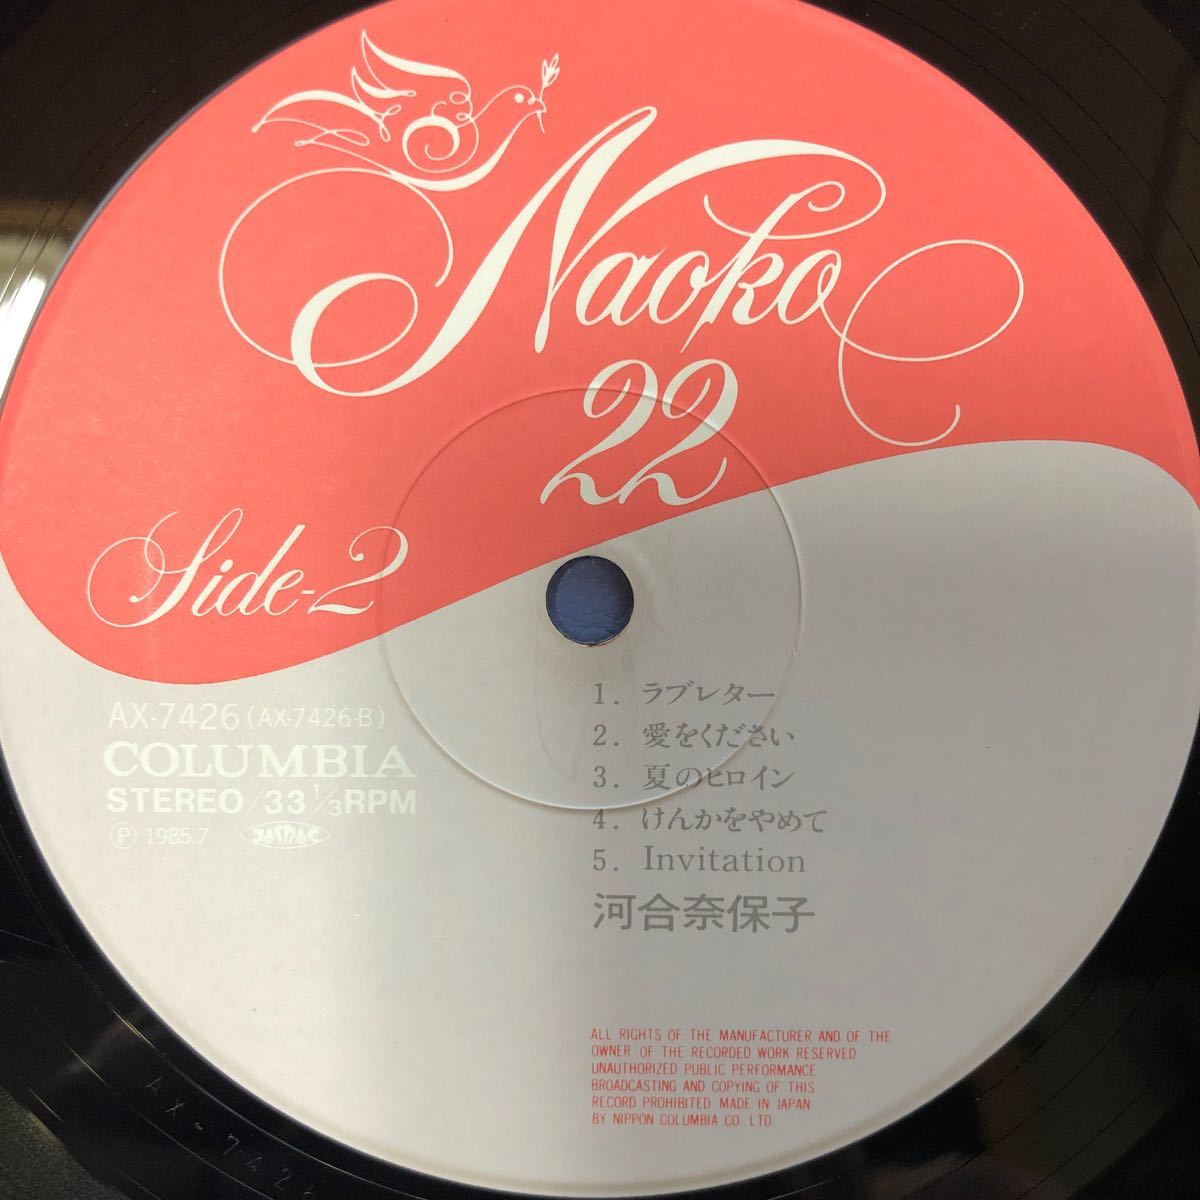 Naoko
22
Side-2
AX-7426 (AX-7426-B)
COLUMBIA
STEREO/33 1/3 RPM
Ⓟ 1985.7 JASRAC
1. ラブレター
2. 愛をください
3. 夏のヒロイン
4. けんかをやめて
5. Invitation
河合奈保子
ALL RIGHTS OF THE MANUFACTURER AND OF THE
OWNER OF THE RECORDED WORK RESERVED
UNAUTHORIZED PUBLIC PERFORMANCE
BROADCASTING AND COPYING OF THIS
RECORD PROHIBITED MADE IN JAPAN
BY NIPPON COLUMBIA CO. LTD
AX-7426